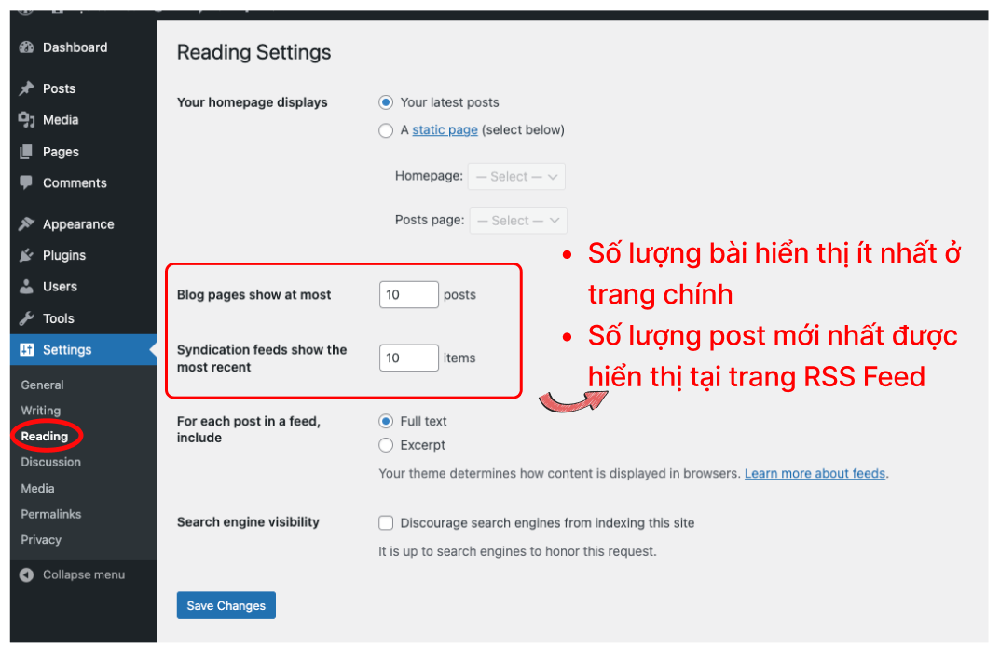 Dashboard
Posts
Media
Pages
Comments
Appearance
Plugins
Users
Tools
Settings
General
Writing
Reading
Discussion
Media
Permalinks
Privacy
Collapse menu
Reading Settings
Your homepage displays
Your latest posts
A static page (select below)
Homepage: — Select —
Posts page: — Select —
Blog pages show at most 10 posts
Syndication feeds show the
most recent
10 items
• Số lượng bài hiển thị ít nhất ở
trang chính
• Số lượng post mới nhất được
hiển thị tại trang RSS Feed
For each post in a feed,
include
Full text
Excerpt
Your theme determines how content is displayed in browsers. Learn more about feeds.
Search engine visibility
Discourage search engines from indexing this site
It is up to search engines to honor this request.
Save Changes